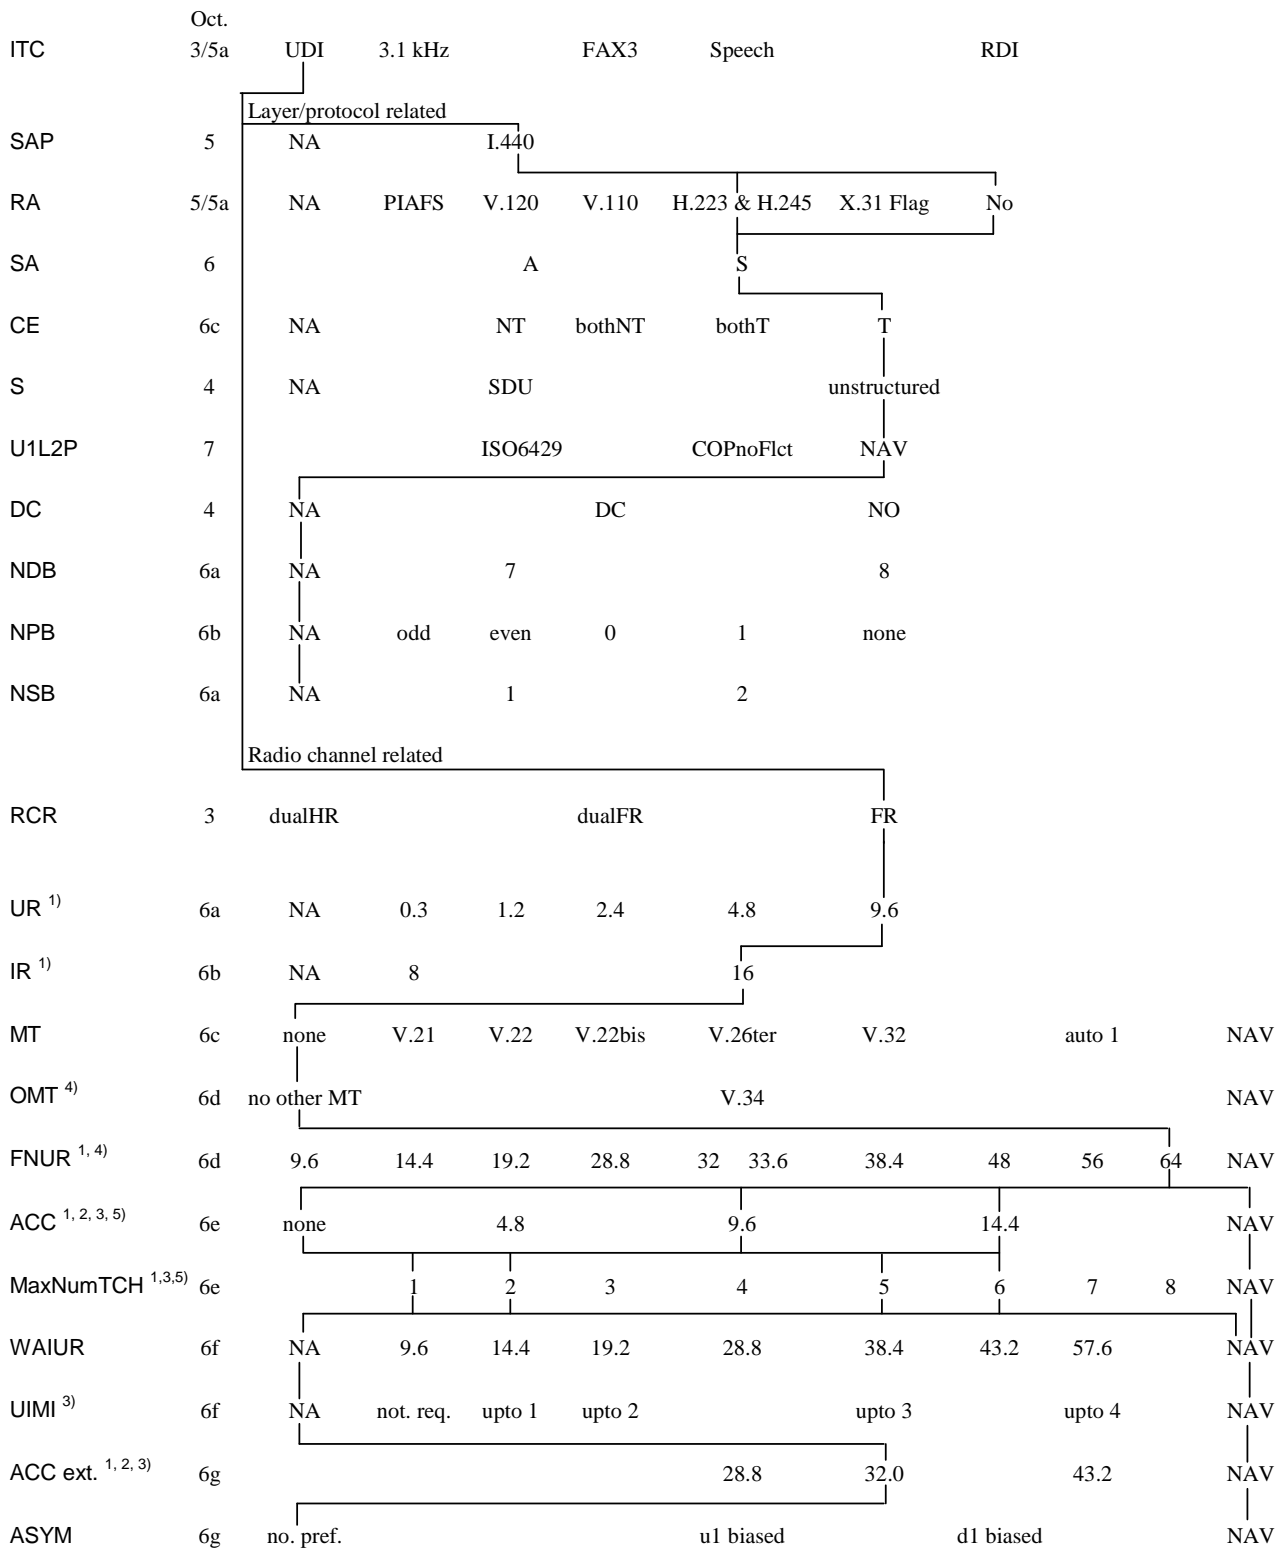 Oct.
ITC 3/5a UDI 3.1 kHz FAX3 Speech RDI
Layer/protocol related
SAP 5 NA I.440
RA 5/5a NA PIAFS V.120 V.110 H.223 & H.245 X.31 Flag No
SA 6 A S
CE 6c NA NT bothNT bothT T
S 4 NA SDU unstructured
U1L2P 7 ISO6429 COPnoFlct NAV
DC 4 NA DC NO
NDB 6a NA 7 8
NPB 6b NA odd even 0 1 none
NSB 6a NA 1 2
Radio channel related
RCR 3 dualHR dualFR FR
UR 1) 6a NA 0.3 1.2 2.4 4.8 9.6
IR 1) 6b NA 8 16
MT 6c none V.21 V.22 V.22bis V.26ter V.32 auto 1 NAV
OMT 4) 6d no other MT V.34 NAV
FNUR 1, 4) 6d 9.6 14.4 19.2 28.8 32 33.6 38.4 48 56 64 NAV
ACC 1, 2, 3, 5) 6e none 4.8 9.6 14.4 NAV
MaxNumTCH 1,3,5) 6e 1 2 3 4 5 6 7 8 NAV
WAIUR 6f NA 9.6 14.4 19.2 28.8 38.4 43.2 57.6 NAV
UIMI 3) 6f NA not. req. upto 1 upto 2 upto 3 upto 4 NAV
ACC ext. 1, 2, 3) 6g 28.8 32.0 43.2 NAV
ASYM 6g no. pref. u1 biased d1 biased NAV